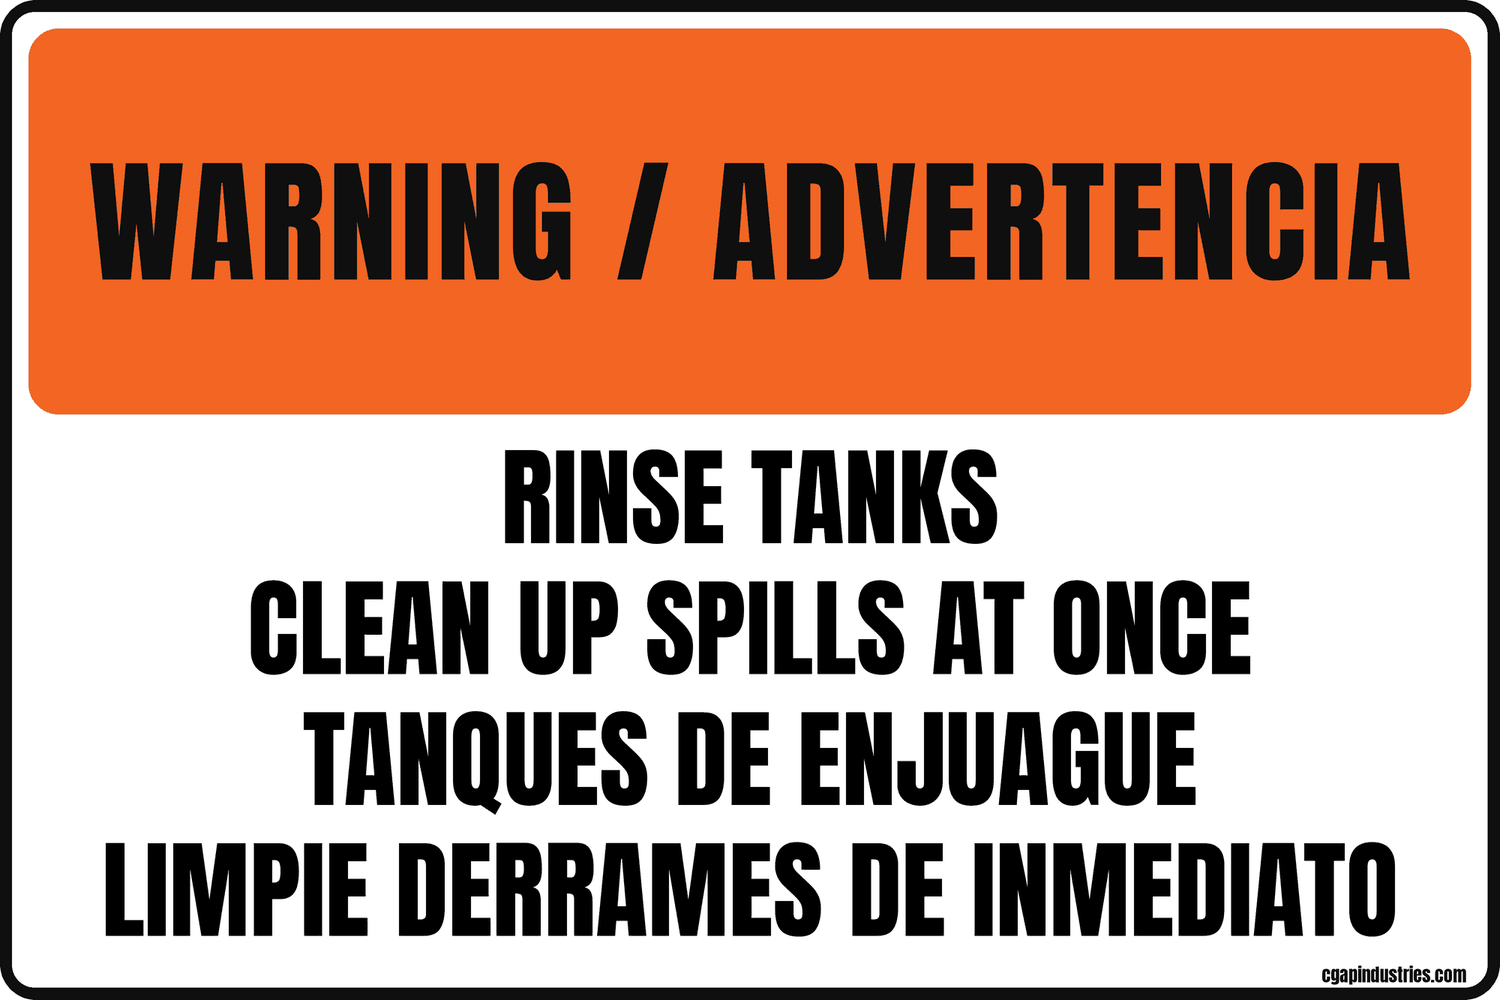 WARNING / ADVERTENCIA
RINSE TANKS
CLEAN UP SPILLS AT ONCE
TANQUES DE ENJUAGUE
LIMPIE DERRAMES DE INMEDIATO
cgapindustries.com